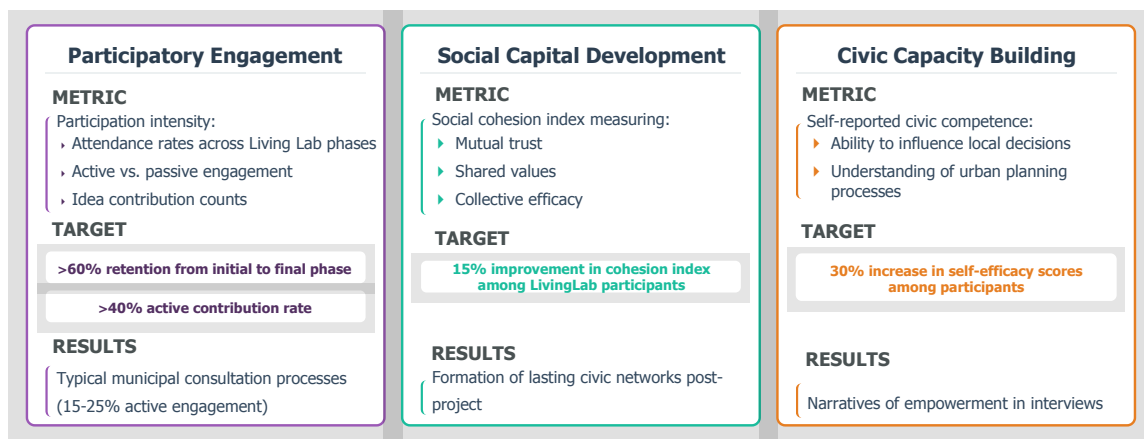 Participatory Engagement
METRIC
Participation intensity:
Attendance rates across Living Lab phases
Active vs. passive engagement
Idea contribution counts
TARGET
>60% retention from initial to final phase
>40% active contribution rate
RESULTS
Typical municipal consultation processes
(15-25% active engagement)
Social Capital Development
METRIC
Social cohesion index measuring:
Mutual trust
Shared values
Collective efficacy
TARGET
15% improvement in cohesion index
among LivingLab participants
RESULTS
Formation of lasting civic networks post-
project
Civic Capacity Building
METRIC
Self-reported civic competence:
Ability to influence local decisions
Understanding of urban planning
processes
TARGET
30% increase in self-efficacy scores
among participants
RESULTS
Narratives of empowerment in interviews